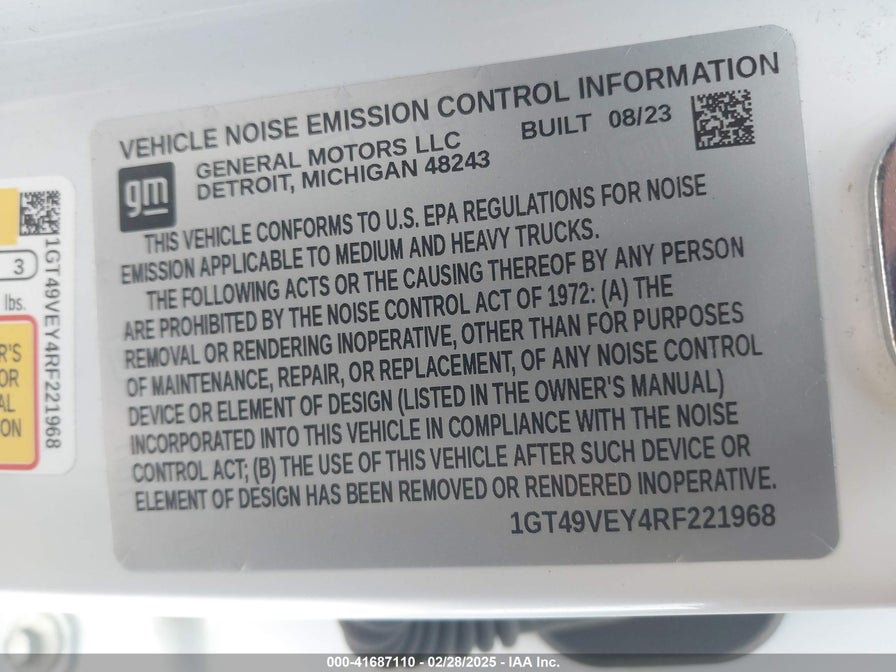 VEHICLE NOISE EMISSION CONTROL INFORMATION
gm
GENERAL MOTORS LLC
DETROIT, MICHIGAN 48243
BUILT 08/23
THIS VEHICLE CONFORMS TO U.S. EPA REGULATIONS FOR NOISE
EMISSION APPLICABLE TO MEDIUM AND HEAVY TRUCKS.
THE FOLLOWING ACTS OR THE CAUSING THEREOF BY ANY PERSON
ARE PROHIBITED BY THE NOISE CONTROL ACT OF 1972: (A) THE
REMOVAL OR RENDERING INOPERATIVE, OTHER THAN FOR PURPOSES
OF MAINTENANCE, REPAIR, OR REPLACEMENT, OF ANY NOISE CONTROL
DEVICE OR ELEMENT OF DESIGN (LISTED IN THE OWNER'S MANUAL)
INCORPORATED INTO THIS VEHICLE IN COMPLIANCE WITH THE NOISE
CONTROL ACT; (B) THE USE OF THIS VEHICLE AFTER SUCH DEVICE OR
ELEMENT OF DESIGN HAS BEEN REMOVED OR RENDERED INOPERATIVE.
1GT49VEY4RF221968
3
lbs.
1GT49VEY4RF221968
'S
OR
AL
ON
000-41687110 - 02/28/2025 - IAA Inc.